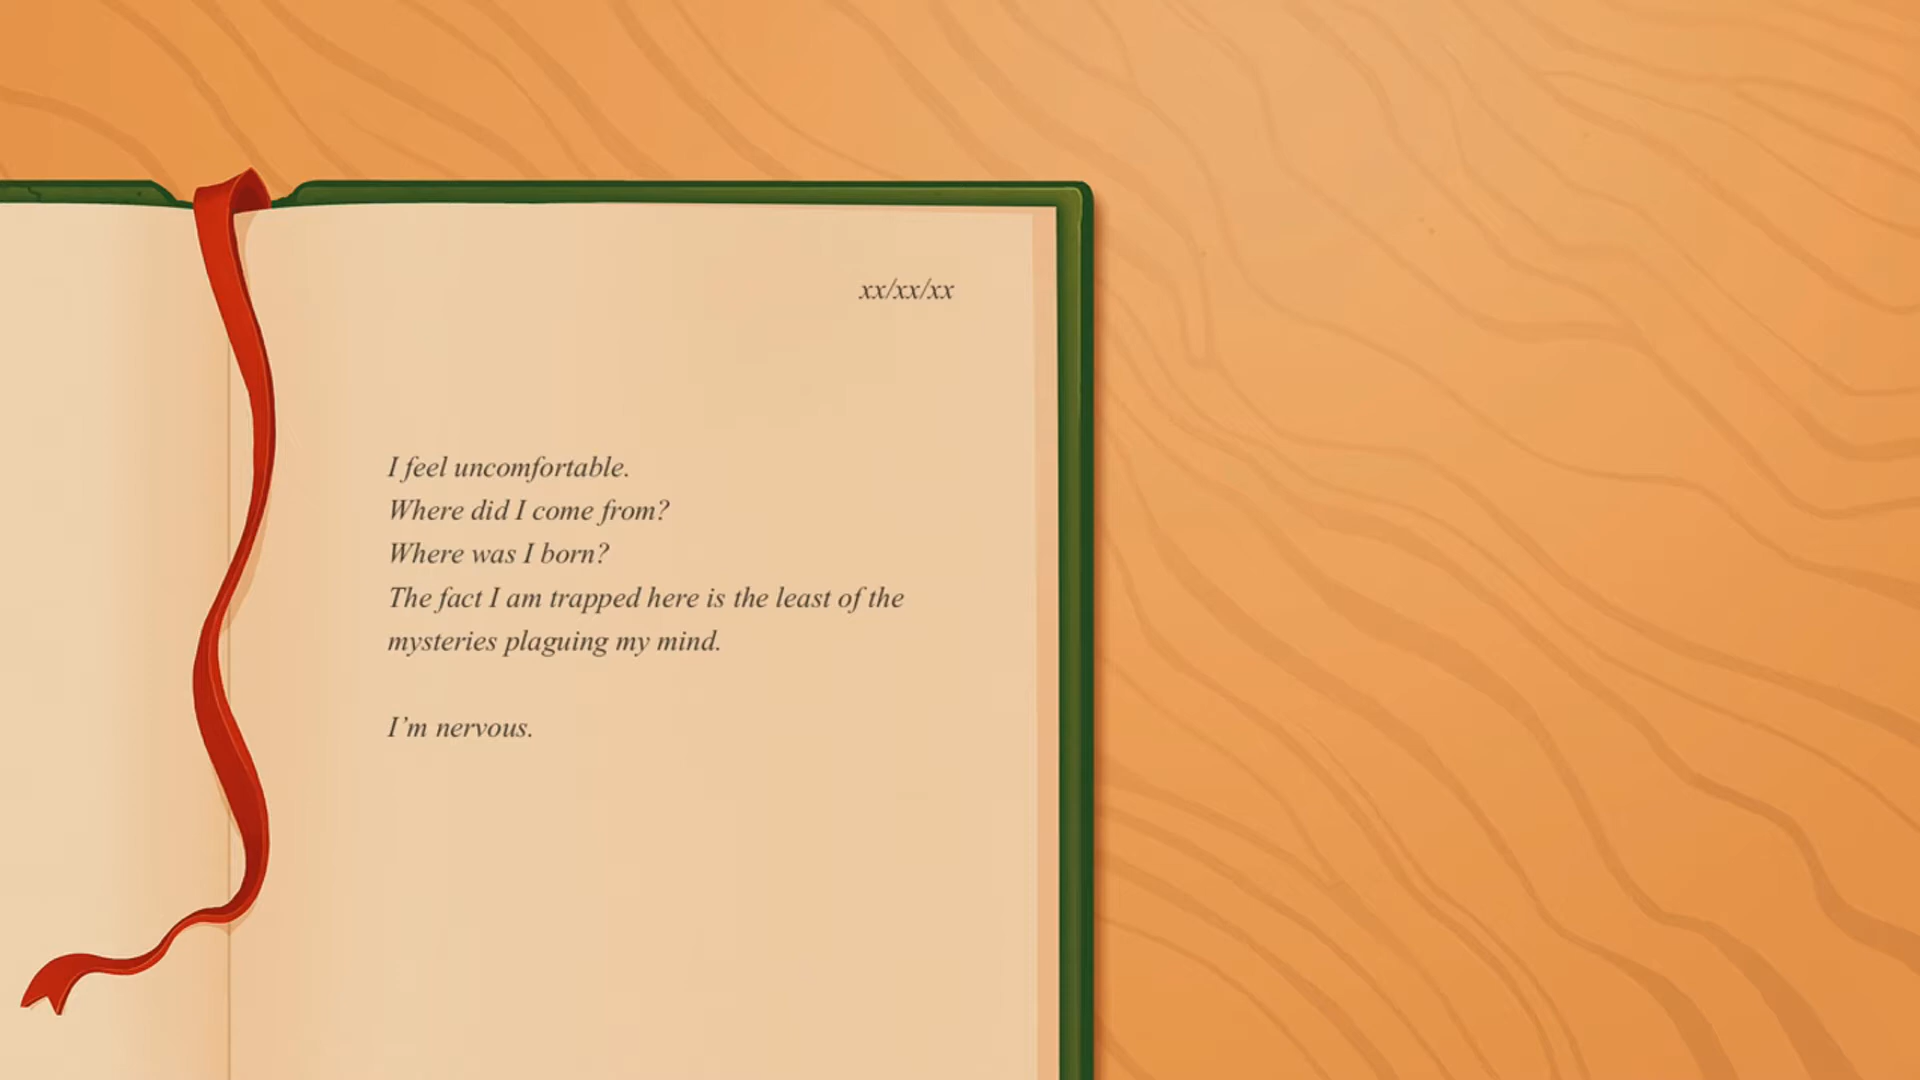 xx/xx/xx
I feel uncomfortable.
Where did I come from?
Where was I born?
The fact I am trapped here is the least of the
mysteries plaguing my mind.
I’m nervous.